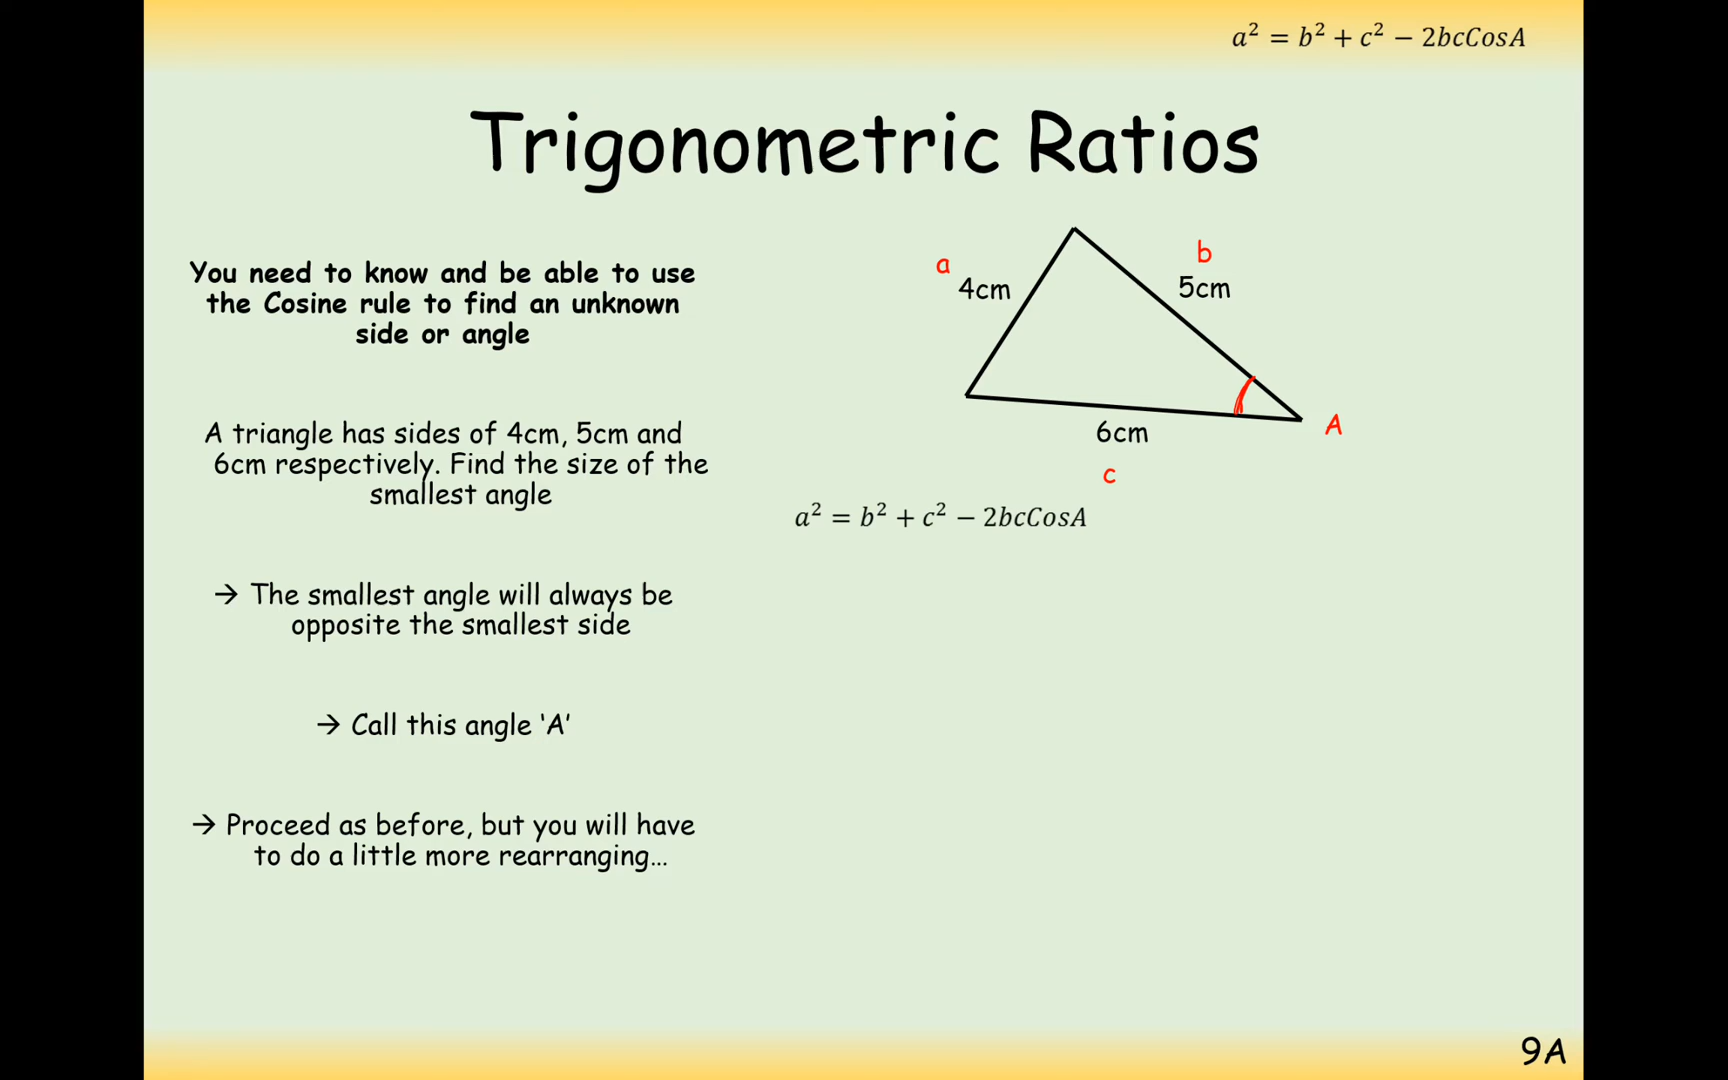 a² = b² + c² − 2bcCosA
Trigonometric Ratios
You need to know and be able to use
the Cosine rule to find an unknown
side or angle
A triangle has sides of 4cm, 5cm and
6cm respectively. Find the size of the
smallest angle
→ The smallest angle will always be
opposite the smallest side
→ Call this angle ‘A’
→ Proceed as before, but you will have
to do a little more rearranging…
b
a
4cm
5cm
A
6cm
c
a² = b² + c² − 2bcCosA
9A